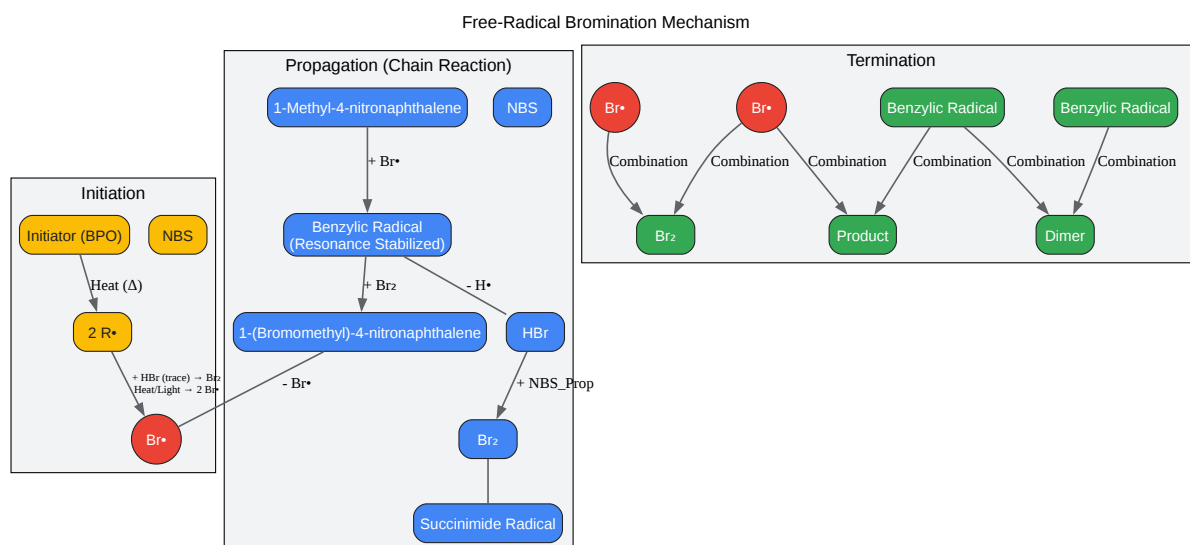 Free-Radical Bromination Mechanism
Initiation
Initiator (BPO)
NBS
Heat (Δ)
2 R•
+ HBr (trace) → Br₂
Heat/Light → 2 Br•
Br•
Propagation (Chain Reaction)
1-Methyl-4-nitronaphthalene
NBS
+ Br•
Benzylic Radical
(Resonance Stabilized)
+ Br₂
- H•
1-(Bromomethyl)-4-nitronaphthalene
HBr
- Br•
+ NBS_Prop
Br₂
Succinimide Radical
Termination
Br•
Br•
Benzylic Radical
Benzylic Radical
Combination
Combination
Combination
Combination
Combination
Combination
Br₂
Product
Dimer